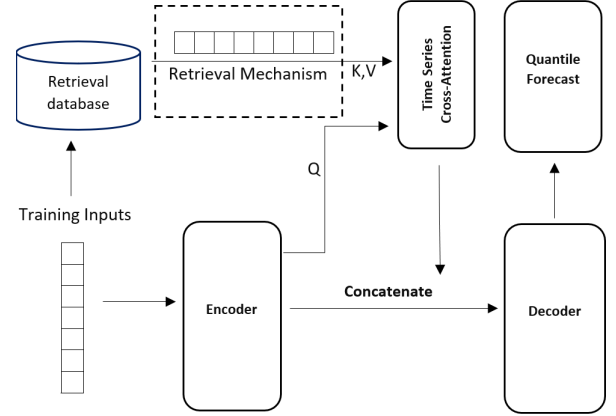 Retrieval
database
Retrieval Mechanism
K,V
Time Series
Cross-Attention
Quantile
Forecast
Q
Training Inputs
Encoder
Concatenate
Decoder